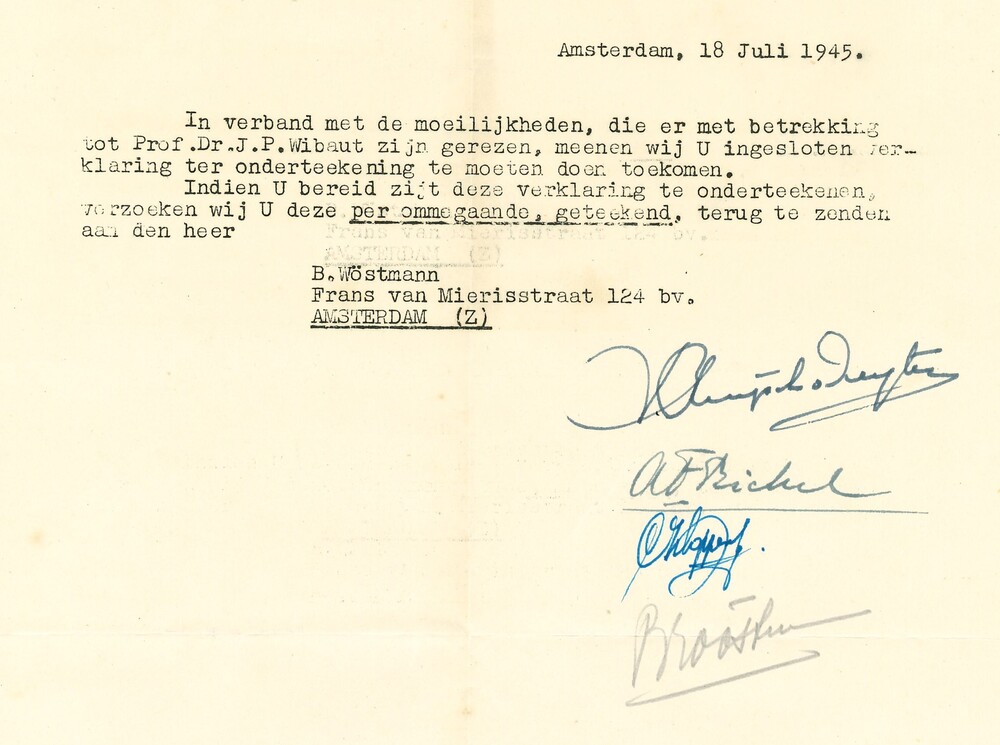 Amsterdam, 18 Juli 1945.
In verband met de moeilijkheden, die er met betrekking
tot Prof.Dr.J.P.Wibaut zijn gerezen, meenen wij U ingesloten ver-
klaring ter onderteekening te moeten doen toekomen.
Indien U bereid zijt deze verklaring te onderteekenen,
verzoeken wij U deze per ommegaande, geteekend, terug te zenden
aan den heer
B.Wöstmann
Frans van Mierisstraat 124 bv.
AMSTERDAM (Z)
AF Bickel